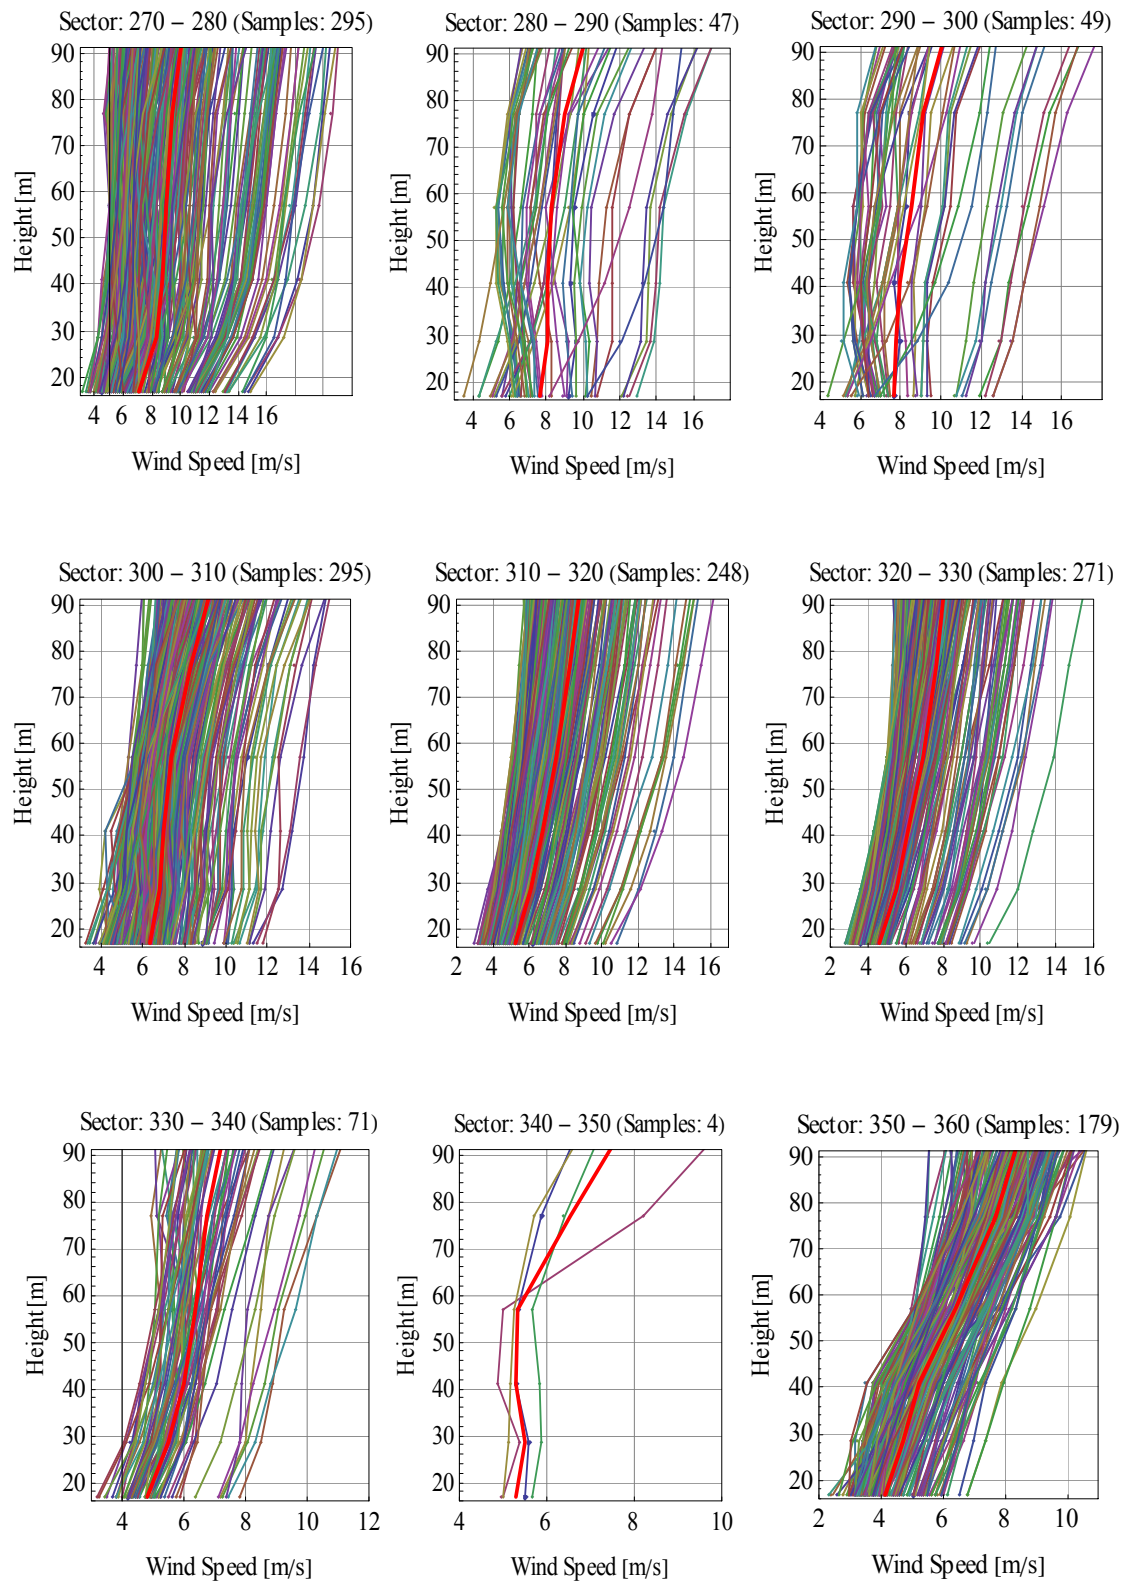 Sector: 270 – 280 (Samples: 295)
90
80
70
60
50
40
30
20
Height [m]
4 6 8 10 12 14 16
Wind Speed [m/s]
Sector: 280 – 290 (Samples: 47)
90
80
70
60
50
40
30
20
Height [m]
4 6 8 10 12 14 16
Wind Speed [m/s]
Sector: 290 – 300 (Samples: 49)
90
80
70
60
50
40
30
20
Height [m]
4 6 8 10 12 14 16
Wind Speed [m/s]
Sector: 300 – 310 (Samples: 295)
90
80
70
60
50
40
30
20
Height [m]
4 6 8 10 12 14 16
Wind Speed [m/s]
Sector: 310 – 320 (Samples: 248)
90
80
70
60
50
40
30
20
Height [m]
2 4 6 8 10 12 14 16
Wind Speed [m/s]
Sector: 320 – 330 (Samples: 271)
90
80
70
60
50
40
30
20
Height [m]
2 4 6 8 10 12 14 16
Wind Speed [m/s]
Sector: 330 – 340 (Samples: 71)
90
80
70
60
50
40
30
20
Height [m]
4 6 8 10 12
Wind Speed [m/s]
Sector: 340 – 350 (Samples: 4)
90
80
70
60
50
40
30
20
Height [m]
4 6 8 10
Wind Speed [m/s]
Sector: 350 – 360 (Samples: 179)
90
80
70
60
50
40
30
20
Height [m]
2 4 6 8 10
Wind Speed [m/s]